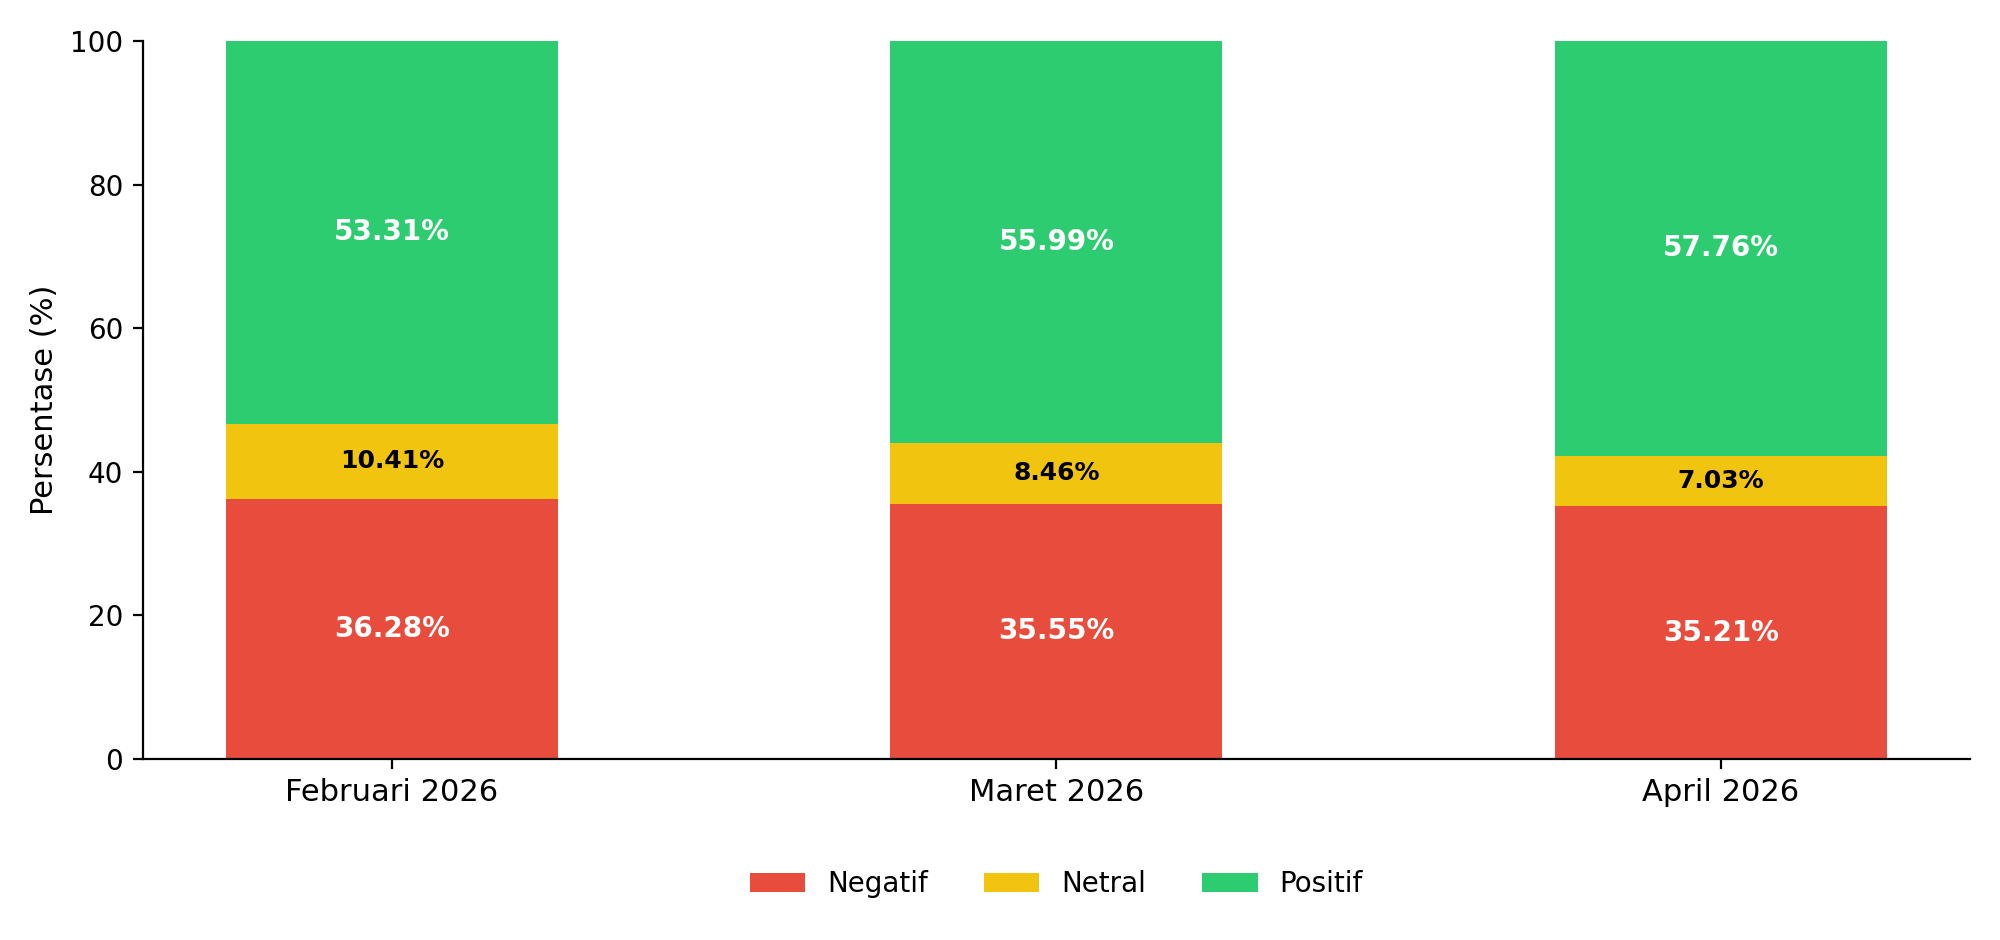 100
80
60
40
20
0
Persentase (%)
53.31%
55.99%
57.76%
10.41%
8.46%
7.03%
36.28%
35.55%
35.21%
Februari 2026
Maret 2026
April 2026
Negatif
Netral
Positif